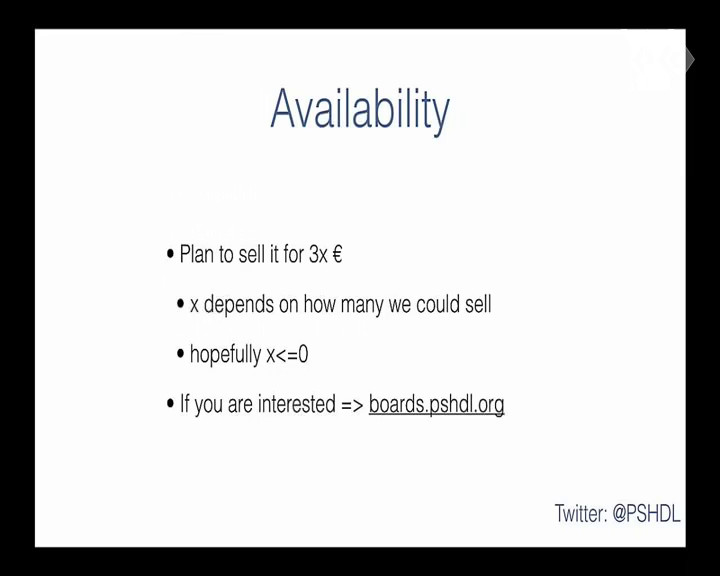 Availability
• Plan to sell it for 3x €
• x depends on how many we could sell
• hopefully x<=0
• If you are interested => boards.pshdl.org
Twitter: @PSHDL